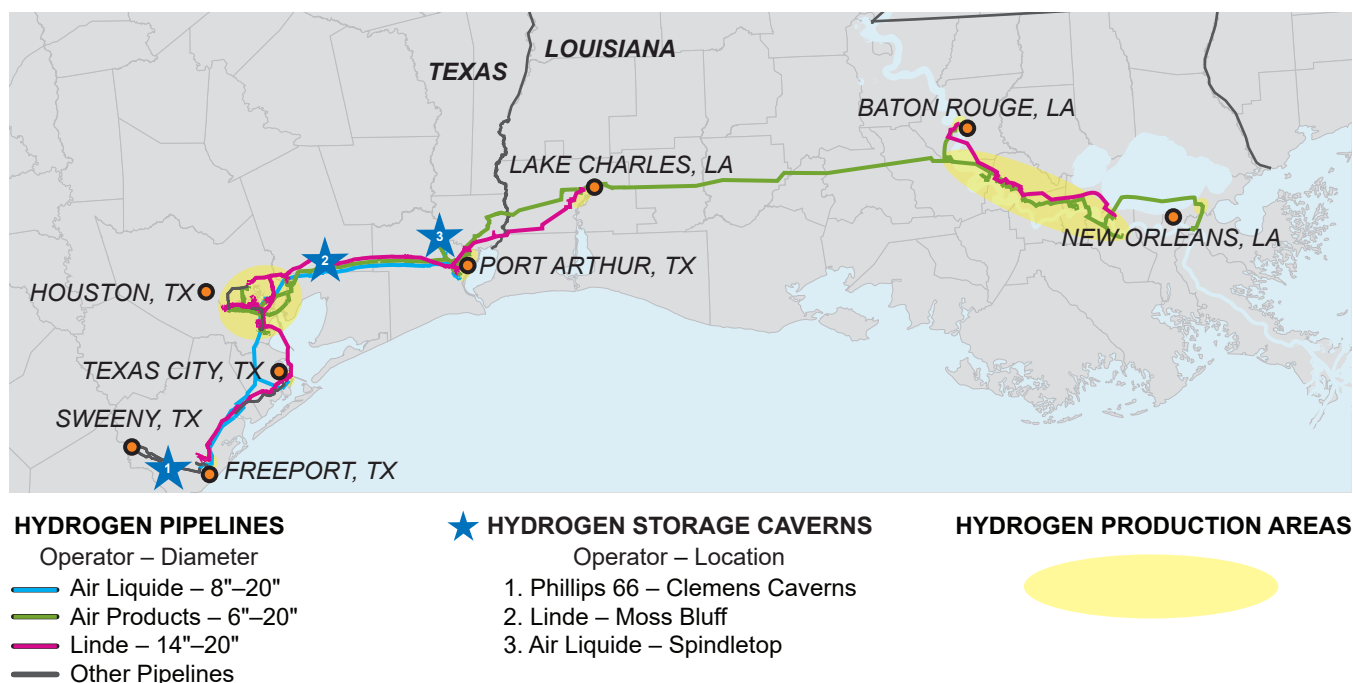 LOUISIANA
TEXAS
BATON ROUGE, LA
LAKE CHARLES, LA
3
NEW ORLEANS, LA
2
PORT ARTHUR, TX
HOUSTON, TX
TEXAS CITY, TX
SWEENY, TX
1
FREEPORT, TX
HYDROGEN PIPELINES
Operator – Diameter
Air Liquide – 8"–20"
Air Products – 6"–20"
Linde – 14"–20"
Other Pipelines
HYDROGEN STORAGE CAVERNS
Operator – Location
1. Phillips 66 – Clemens Caverns
2. Linde – Moss Bluff
3. Air Liquide – Spindletop
HYDROGEN PRODUCTION AREAS